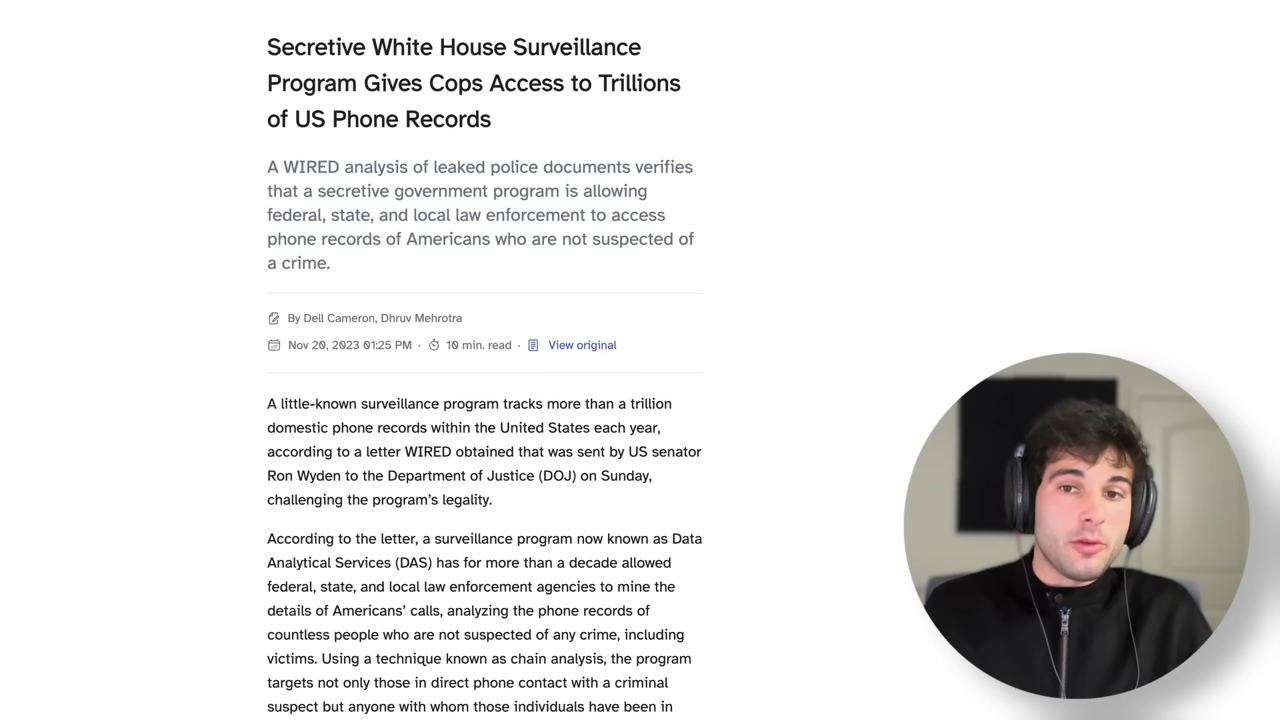 Secretive White House Surveillance
Program Gives Cops Access to Trillions
of US Phone Records
A WIRED analysis of leaked police documents verifies
that a secretive government program is allowing
federal, state, and local law enforcement to access
phone records of Americans who are not suspected of
a crime.
By Dell Cameron, Dhruv Mehrotra
Nov 20, 2023 01:25 PM · 10 min. read · View original
A little-known surveillance program tracks more than a trillion
domestic phone records within the United States each year,
according to a letter WIRED obtained that was sent by US senator
Ron Wyden to the Department of Justice (DOJ) on Sunday,
challenging the program’s legality.
According to the letter, a surveillance program now known as Data
Analytical Services (DAS) has for more than a decade allowed
federal, state, and local law enforcement agencies to mine the
details of Americans’ calls, analyzing the phone records of
countless people who are not suspected of any crime, including
victims. Using a technique known as chain analysis, the program
targets not only those in direct phone contact with a criminal
suspect but anyone with whom those individuals have been in